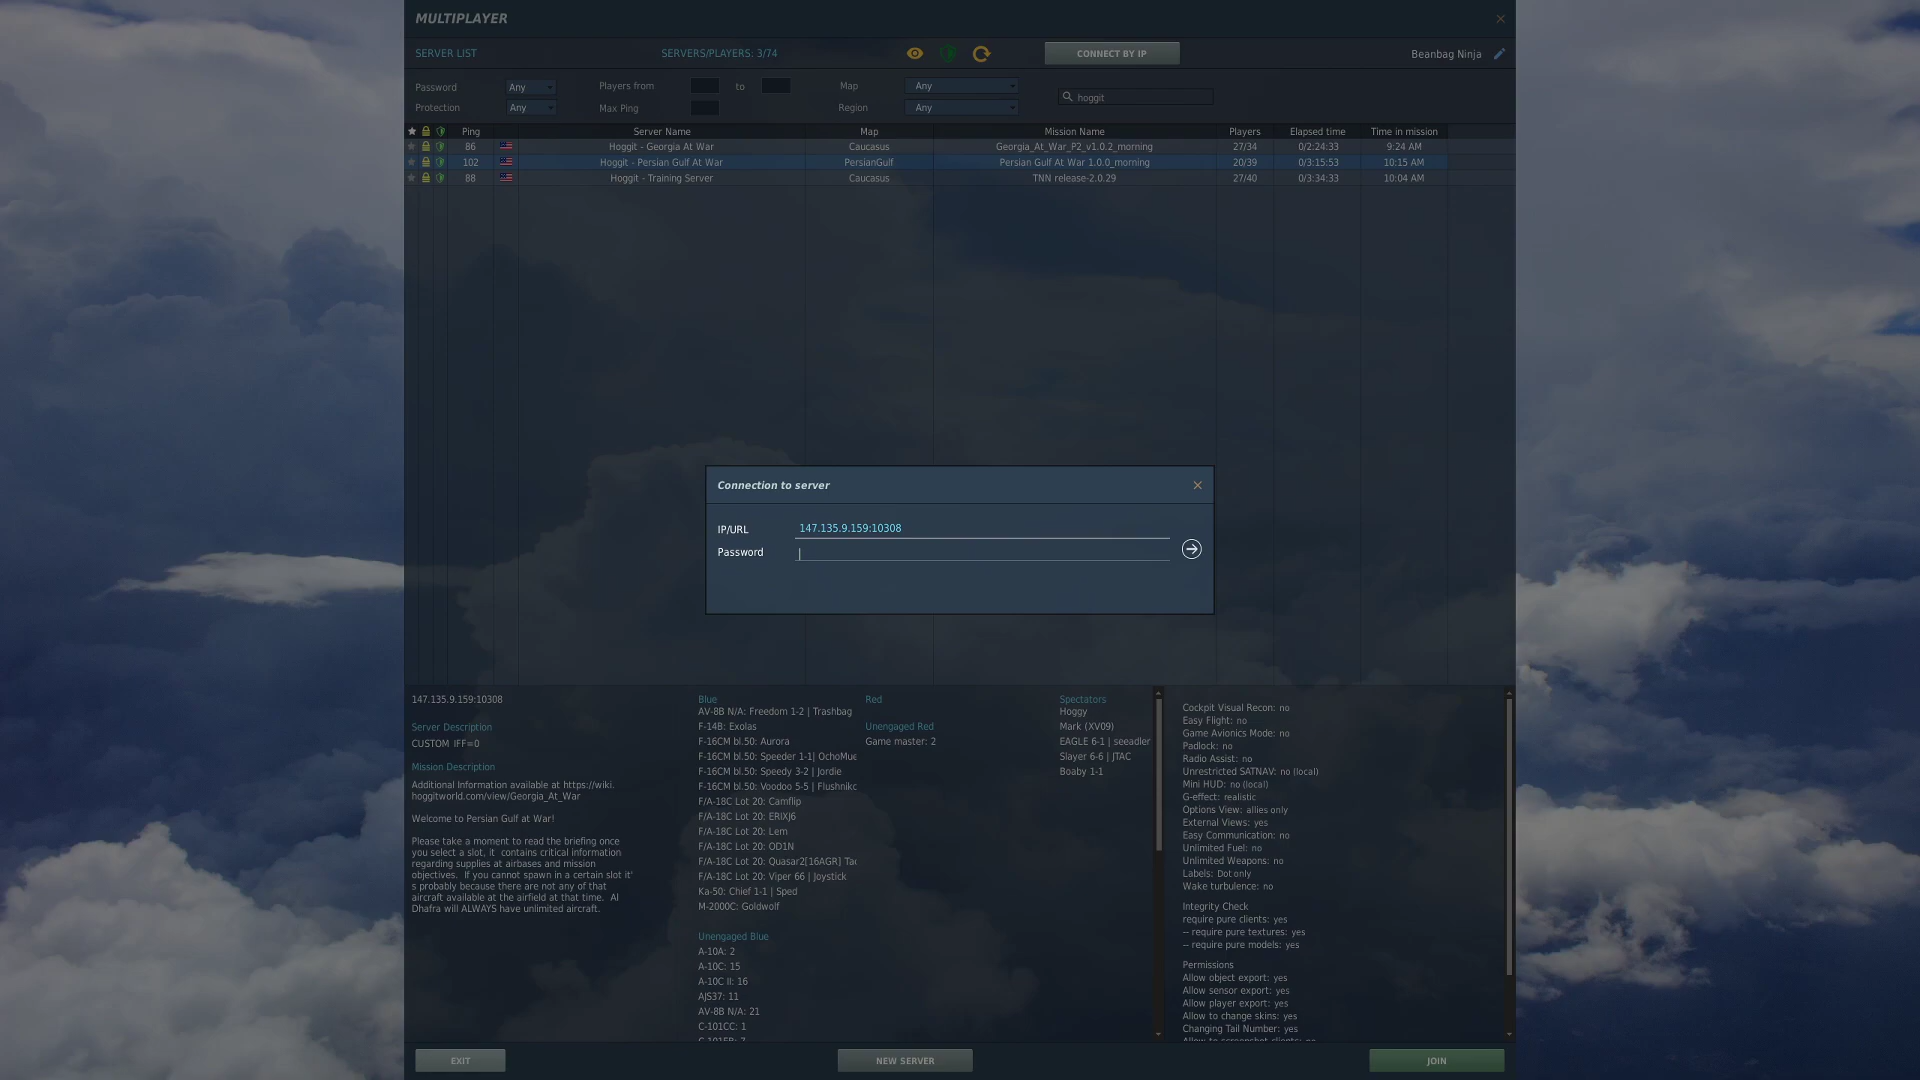 MULTIPLAYER
SERVER LIST
SERVERS/PLAYERS: 3/74
CONNECT BY IP
Beanbag Ninja
Password Any
Players from to
Map Any
hoggit
Protection Any
Max Ping
Region Any
Ping Server Name Map Mission Name Players Elapsed time Time in mission
86 Hoggit - Georgia At War Caucasus Georgia_At_War_P2_v1.0.2_morning 27/34 0/2:24:33 9:24 AM
102 Hoggit - Persian Gulf At War PersianGulf Persian Gulf At War 1.0.0_morning 20/39 0/3:15:53 10:15 AM
88 Hoggit - Training Server Caucasus TNN release-2.0.29 27/40 0/3:34:33 10:04 AM
Connection to server
IP/URL 147.135.9.159:10308
Password
147.135.9.159:10308
Server Description
CUSTOM IFF=0
Mission Description
Additional Information available at https://wiki.
hoggitworld.com/view/Georgia_At_War
Welcome to Persian Gulf at War!
Please take a moment to read the briefing once
you select a slot, it  contains critical information
regarding supplies at airbases and mission
objectives.  If you cannot spawn in a certain slot it'
s probably because there are not any of that
aircraft available at the airfield at that time.  Al
Dhafra will ALWAYS have unlimited aircraft.
Blue
AV-8B N/A: Freedom 1-2 | Trashbag
F-14B: Exolas
F-16CM bl.50: Aurora
F-16CM bl.50: Speeder 1-1| OchoMue
F-16CM bl.50: Speedy 3-2 | Jordie
F-16CM bl.50: Voodoo 5-5 | Flushnikc
F/A-18C Lot 20: Camflip
F/A-18C Lot 20: ERIXJ6
F/A-18C Lot 20: Lem
F/A-18C Lot 20: OD1N
F/A-18C Lot 20: Quasar2[16AGR] Tac
F/A-18C Lot 20: Viper 66 | Joystick
Ka-50: Chief 1-1 | Sped
M-2000C: Goldwolf
Unengaged Blue
A-10A: 2
A-10C: 15
A-10C II: 16
AJS37: 11
AV-8B N/A: 21
C-101CC: 1
C-101EB: 7
Red
Unengaged Red
Game master: 2
Spectators
Hoggy
Mark (XV09)
EAGLE 6-1 | seeadler
Slayer 6-6 | JTAC
Boaby 1-1
Cockpit Visual Recon: no
Easy Flight: no
Game Avionics Mode: no
Padlock: no
Radio Assist: no
Unrestricted SATNAV: no (local)
Mini HUD: no (local)
G-effect: realistic
Options View: allies only
External Views: yes
Easy Communication: no
Unlimited Fuel: no
Unlimited Weapons: no
Labels: Dot only
Wake turbulence: no
Integrity Check
require pure clients: yes
-- require pure textures: yes
-- require pure models: yes
Permissions
Allow object export: yes
Allow sensor export: yes
Allow player export: yes
Allow to change skins: yes
Changing Tail Number: yes
Allow to screenshot clients: no
EXIT
NEW SERVER
JOIN